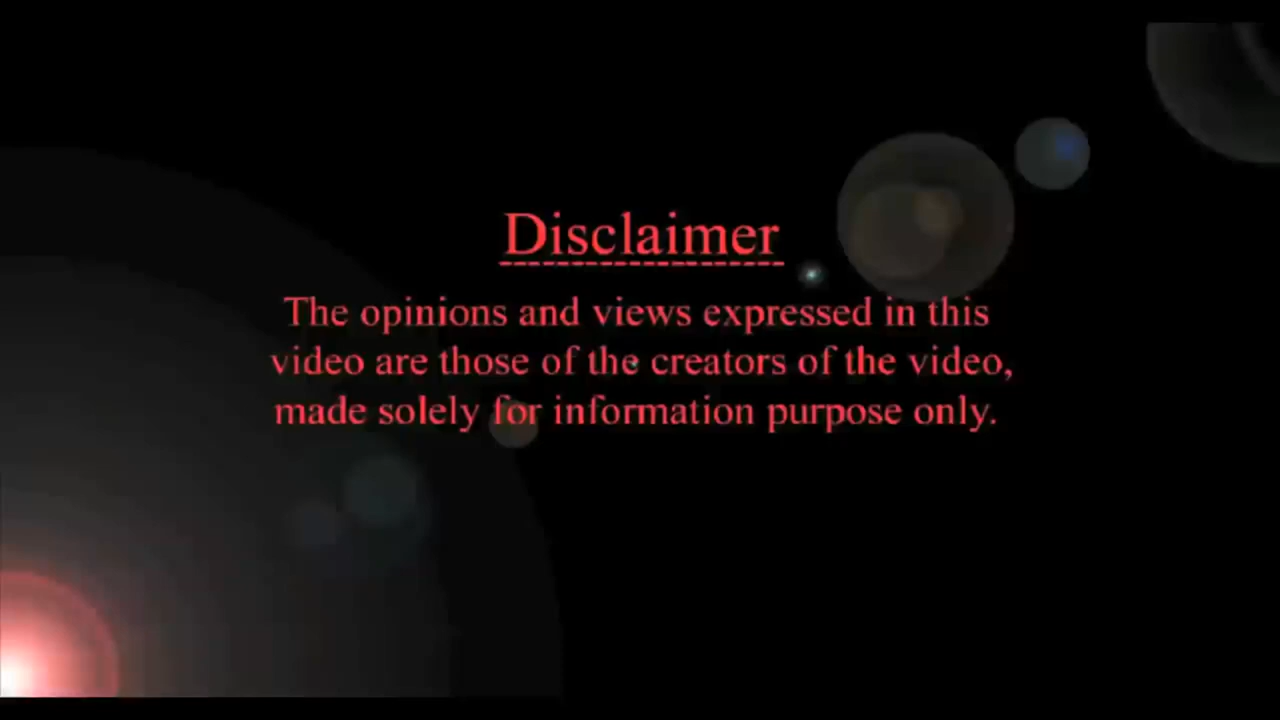 Disclaimer
The opinions and views expressed in this
video are those of the creators of the video,
made solely for information purpose only.